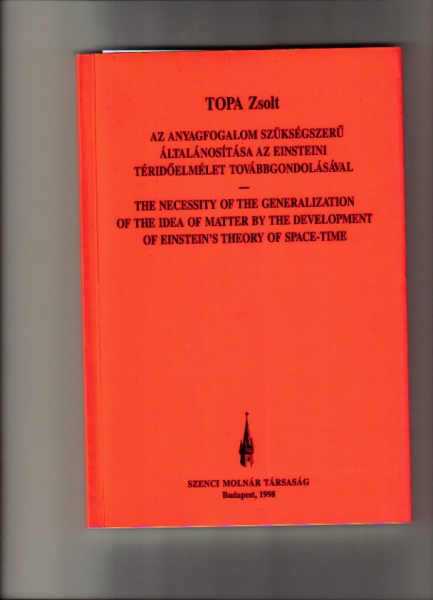 TOPA Zsolt
AZ ANYAGFOGALOM SZÜKSÉGSZERŰ
ÁLTALÁNOSÍTÁSA AZ EINSTEINI
TÉRIDŐELMÉLET TOVÁBBGONDOLÁSÁVAL
—
THE NECESSITY OF THE GENERALIZATION
OF THE IDEA OF MATTER BY THE DEVELOPMENT
OF EINSTEIN'S THEORY OF SPACE-TIME
SZENCI MOLNÁR TÁRSASÁG
Budapest, 1998